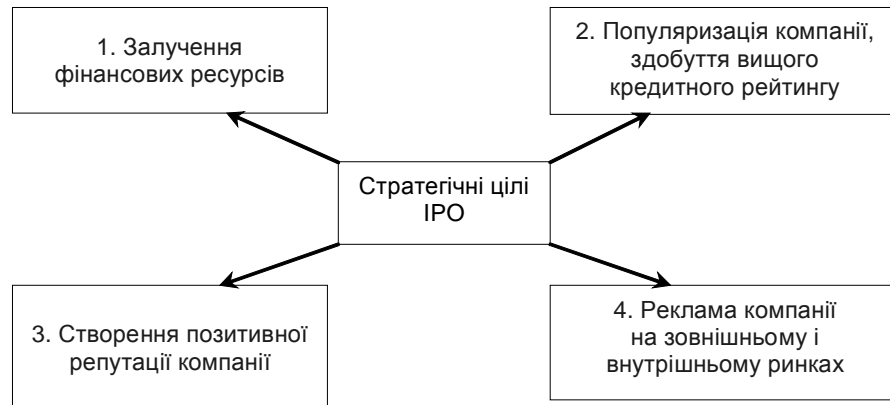 1. Залучення
фінансових ресурсів
2. Популяризація компанії,
здобуття вищого
кредитного рейтингу
Стратегічні цілі
ІРО
3. Створення позитивної
репутації компанії
4. Реклама компанії
на зовнішньому і
внутрішньому ринках